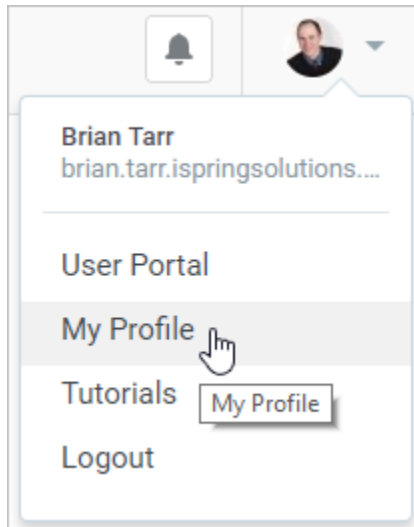 Brian Tarr
brian.tarr.ispringsolutions....
User Portal
My Profile
Tutorials
My Profile
Logout